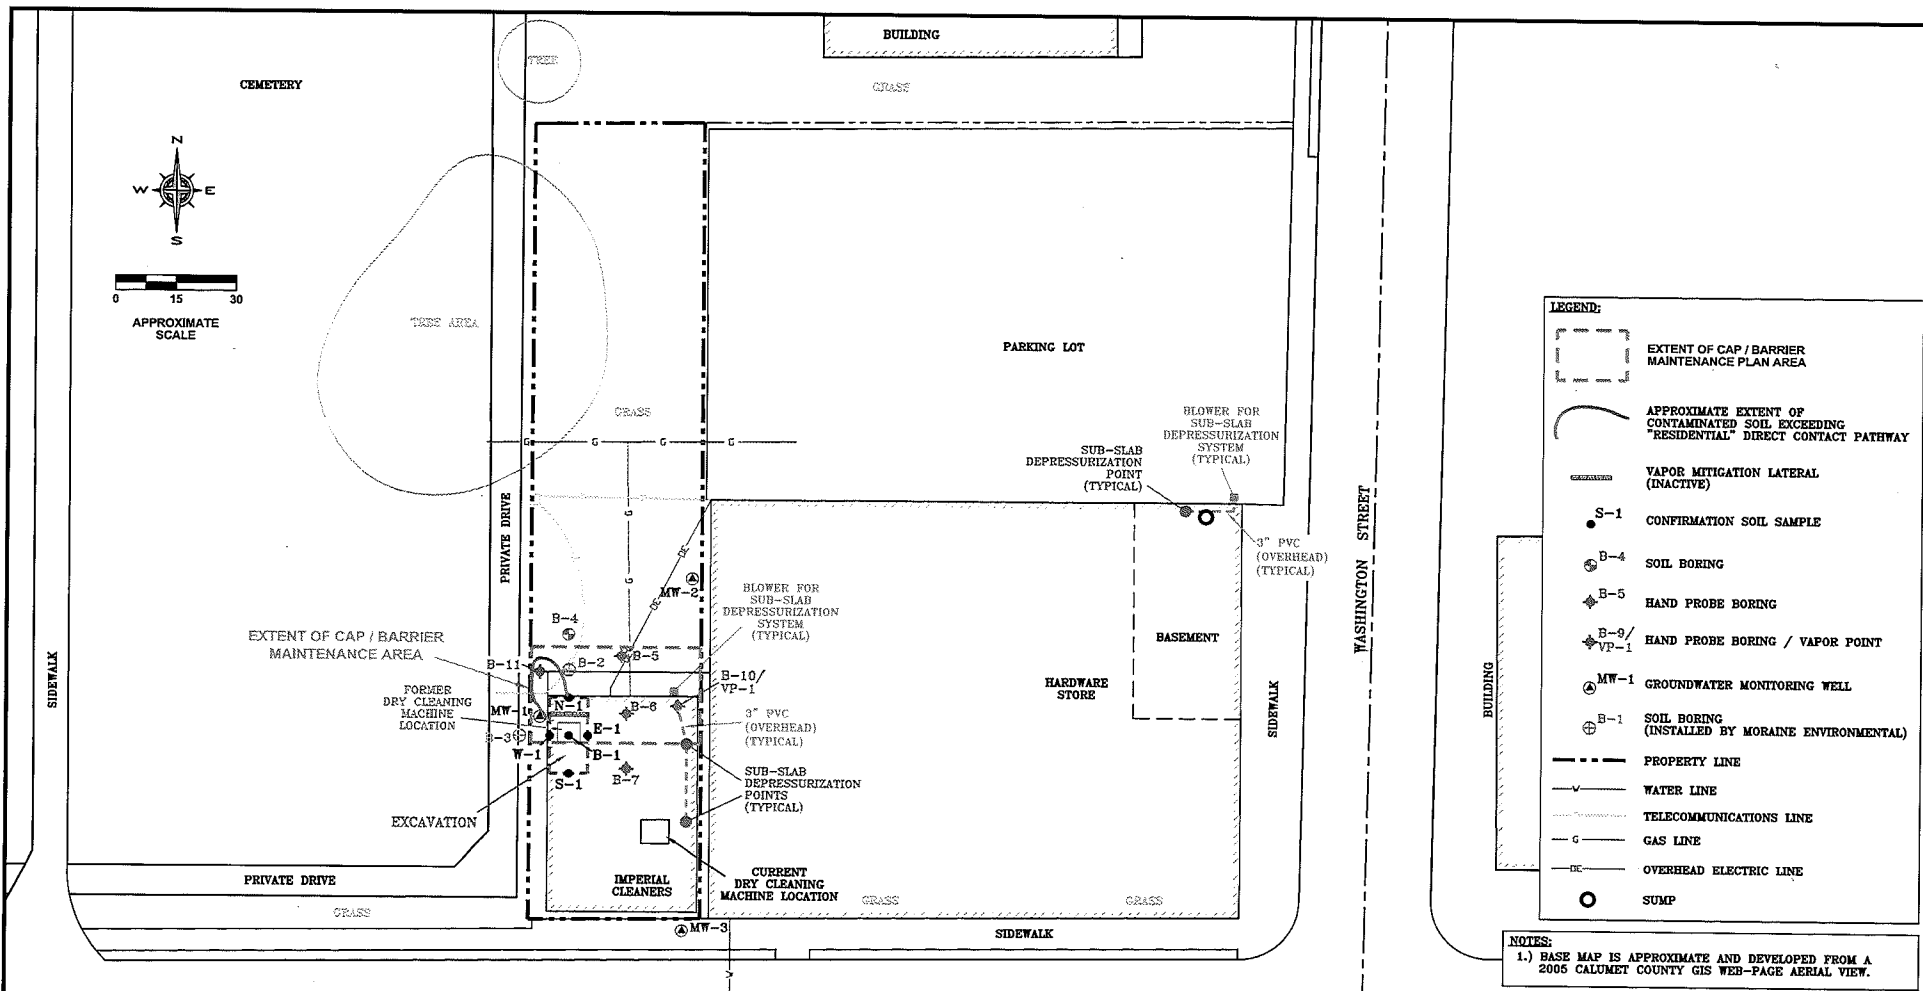 BUILDING
TREE
CEMETERY
GRASS
N
W
E
S
0 15 30
APPROXIMATE
SCALE
TREE AREA
PARKING LOT
GRASS
G G G G
BLOWER FOR
SUB-SLAB
DEPRESSURIZATION
SYSTEM
(TYPICAL)
SUB-SLAB
DEPRESSURIZATION
POINT
(TYPICAL)
3" PVC
(OVERHEAD)
(TYPICAL)
PRIVATE DRIVE
G
G
OE
OE
MW-2
BLOWER FOR
SUB-SLAB
DEPRESSURIZATION
SYSTEM
(TYPICAL)
B-4
EXTENT OF CAP / BARRIER
MAINTENANCE AREA
B-11
B-2
B-5
B-10/
VP-1
FORMER
DRY CLEANING
MACHINE
LOCATION
MW-1
N-1
B-6
3" PVC
(OVERHEAD)
(TYPICAL)
B-3
W-1
E-1
B-1
S-1
B-7
SUB-SLAB
DEPRESSURIZATION
POINTS
(TYPICAL)
EXCAVATION
IMPERIAL
CLEANERS
CURRENT
DRY CLEANING
MACHINE LOCATION
HARDWARE
STORE
BASEMENT
SIDEWALK
SIDEWALK
WASHINGTON STREET
BUILDING
PRIVATE DRIVE
GRASS
GRASS
GRASS
MW-3
SIDEWALK
W
LEGEND:
EXTENT OF CAP / BARRIER
MAINTENANCE PLAN AREA
APPROXIMATE EXTENT OF
CONTAMINATED SOIL EXCEEDING
"RESIDENTIAL" DIRECT CONTACT PATHWAY
VAPOR MITIGATION LATERAL
(INACTIVE)
S-1 CONFIRMATION SOIL SAMPLE
B-4 SOIL BORING
B-5 HAND PROBE BORING
B-9/
VP-1 HAND PROBE BORING / VAPOR POINT
MW-1 GROUNDWATER MONITORING WELL
B-1 SOIL BORING
(INSTALLED BY MORAINE ENVIRONMENTAL)
PROPERTY LINE
W WATER LINE
TELECOMMUNICATIONS LINE
G GAS LINE
OE OVERHEAD ELECTRIC LINE
SUMP
NOTES:
1.) BASE MAP IS APPROXIMATE AND DEVELOPED FROM A
2005 CALUMET COUNTY GIS WEB-PAGE AERIAL VIEW.